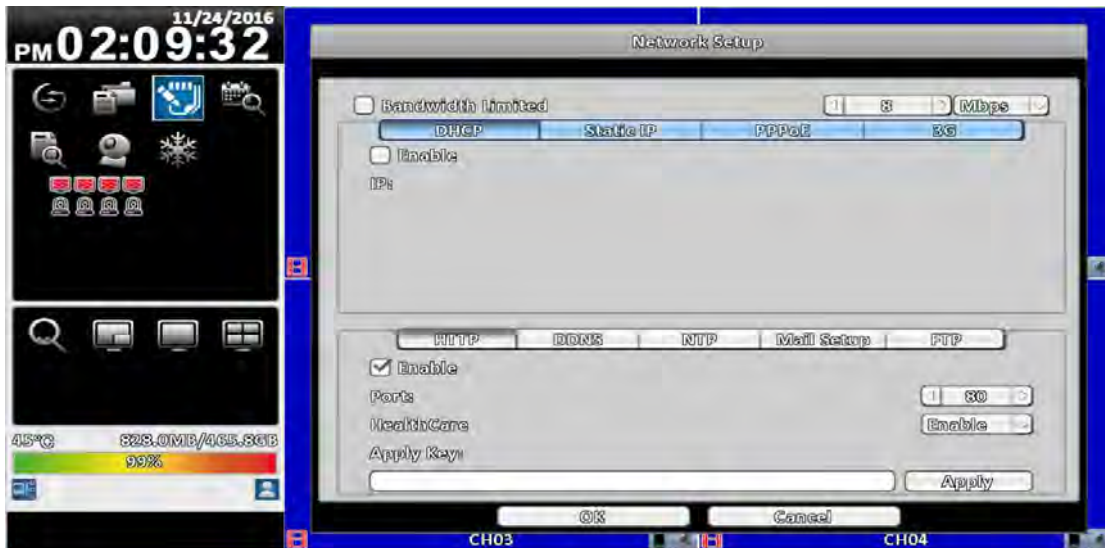 11/24/2016
PM 02:09:32
45°C 828.0MB/465.8GB
99%
Network Setup
Bandwidth Limited 8 Mbps
DHCP Static IP PPPoE 3G
Enable
IP:
HTTP DDNS NTP Mail Setup FTP
Enable
Port: 80
HealthCare Enable
Apply Key:
Apply
OK Cancel
CH03 CH04